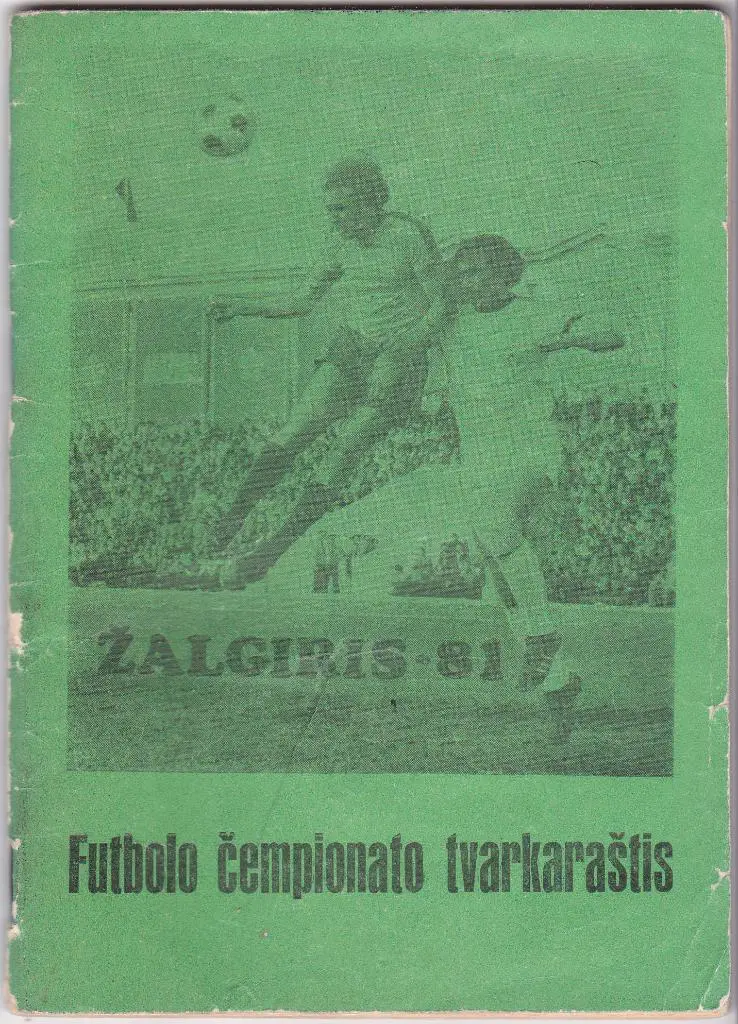 ŽALGIRIS-81
Futbolo čempionato tvarkaraštis